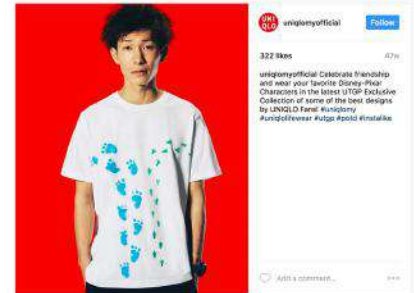 UNI
QLO
uniqlomyofficial
Follow
322 likes
47w
uniqlomyofficial Celebrate friendship
and wear your favorite Disney-Pixar
Characters in the latest UTGP Exclusive
Collection of some of the best designs
by UNIQLO Fans! #uniqlomy
#uniqlolifewear #utgp #potd #instalike
Add a comment...